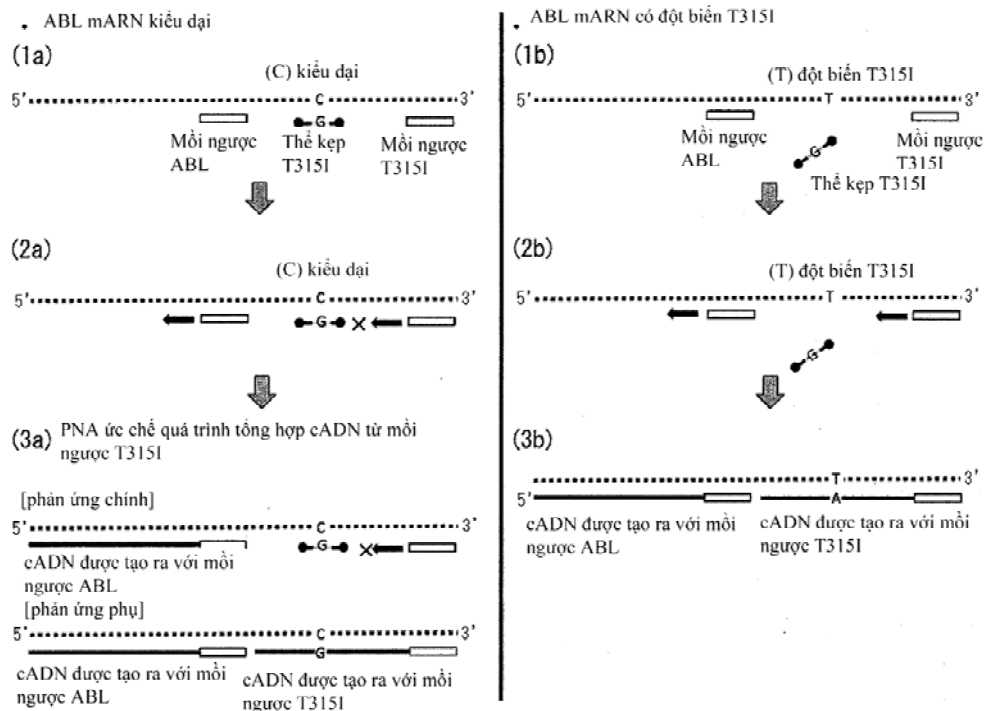 . ABL mARN kiểu dại
(1a)
(C) kiểu dại
5' C 3'
G
Mồi ngược
ABL
Thể kẹp
T315I
Mồi ngược
T315I
(2a)
(C) kiểu dại
5' C 3'
G
(3a) PNA ức chế quá trình tổng hợp cADN từ mồi
ngược T315I
[phản ứng chính]
5' C 3'
G
cADN được tạo ra với mồi
ngược ABL
[phản ứng phụ]
5' C 3'
G
cADN được tạo ra với mồi
ngược ABL
cADN được tạo ra với mồi
ngược T315I
. ABL mARN có đột biến T315I
(1b)
(T) đột biến T315I
5' T 3'
Mồi ngược
ABL
G
Thể kẹp T315I
Mồi ngược
T315I
(2b)
(T) đột biến T315I
5' T 3'
G
(3b)
T 3'
5' A
cADN được tạo ra với mồi
ngược ABL
cADN được tạo ra với mồi
ngược T315I